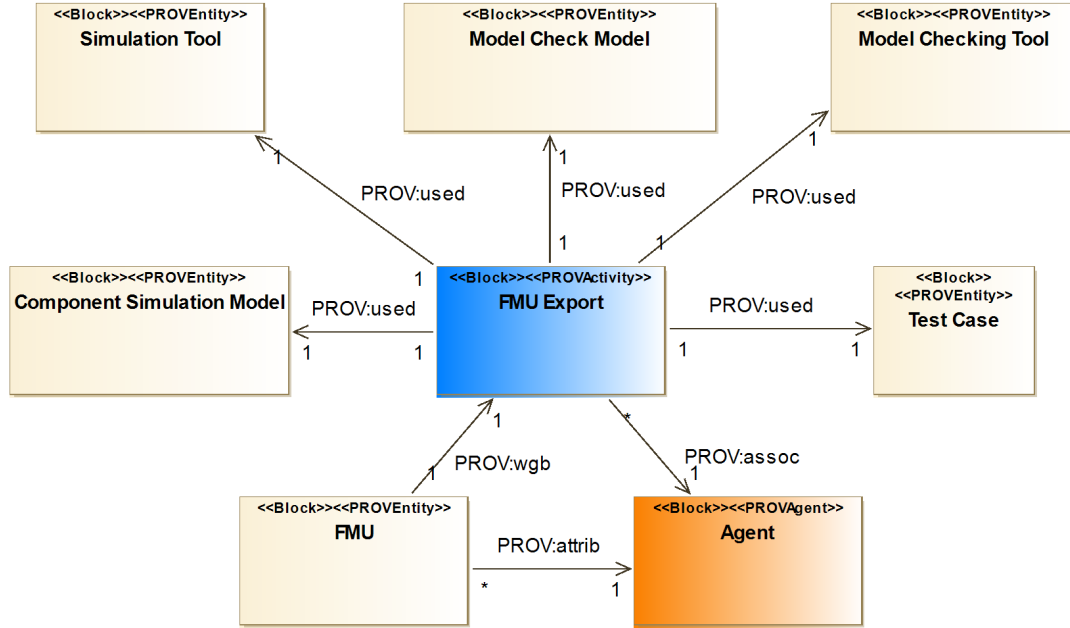 <<Block>><<PROVEntity>>
Simulation Tool
<<Block>><<PROVEntity>>
Model Check Model
<<Block>><<PROVEntity>>
Model Checking Tool
1
1
1
PROV:used
PROV:used
PROV:used
1
1
1
<<Block>><<PROVEntity>>
Component Simulation Model
<<Block>><<PROVActivity>>
FMU Export
<<Block>>
<<PROVEntity>>
Test Case
PROV:used
1
1
PROV:used
1
1
1
*
PROV:wgb
1
PROV:assoc
1
<<Block>><<PROVEntity>>
FMU
<<Block>><<PROVAgent>>
Agent
PROV:attrib
*
1